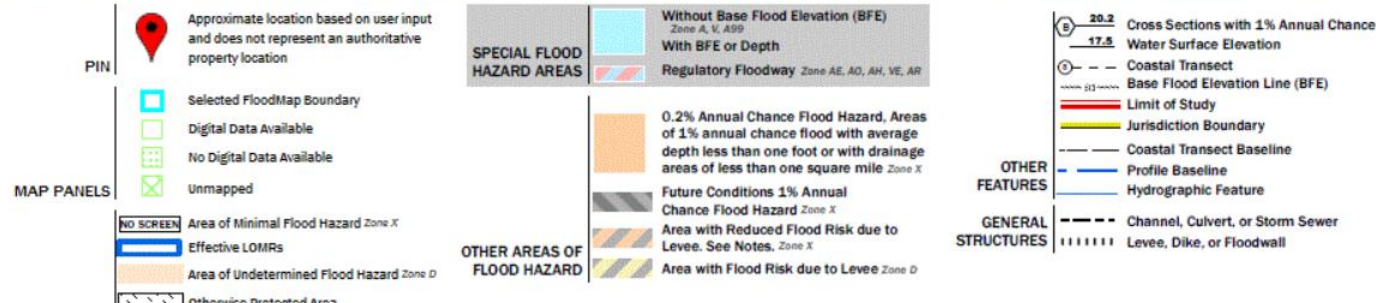 PIN
Approximate location based on user input
and does not represent an authoritative
property location
MAP PANELS
Selected FloodMap Boundary
Digital Data Available
No Digital Data Available
Unmapped
NO SCREEN Area of Minimal Flood Hazard Zone X
Effective LOMRs
Area of Undetermined Flood Hazard Zone D
Otherwise Protected Area
SPECIAL FLOOD
HAZARD AREAS
Without Base Flood Elevation (BFE)
Zone A, V, A99
With BFE or Depth
Regulatory Floodway Zone AE, AO, AH, VE, AR
OTHER AREAS OF
FLOOD HAZARD
0.2% Annual Chance Flood Hazard, Areas
of 1% annual chance flood with average
depth less than one foot or with drainage
areas of less than one square mile Zone X
Future Conditions 1% Annual
Chance Flood Hazard Zone X
Area with Reduced Flood Risk due to
Levee. See Notes. Zone X
Area with Flood Risk due to Levee Zone D
OTHER
FEATURES
B 20.2 Cross Sections with 1% Annual Chance
17.5 Water Surface Elevation
Coastal Transect
Base Flood Elevation Line (BFE)
Limit of Study
Jurisdiction Boundary
Coastal Transect Baseline
Profile Baseline
Hydrographic Feature
GENERAL
STRUCTURES
Channel, Culvert, or Storm Sewer
Levee, Dike, or Floodwall